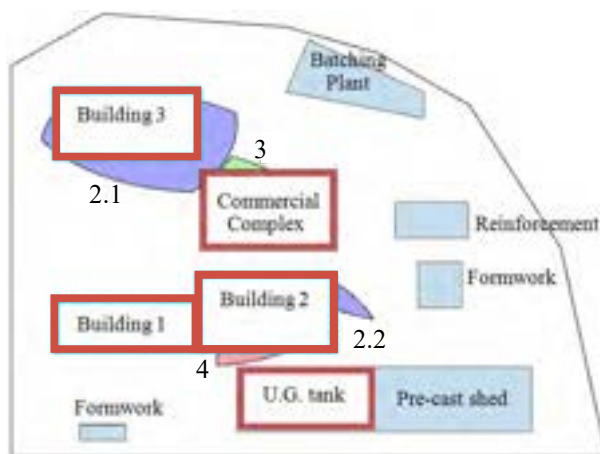 Batching
Plant
Building 3
3
2.1
Commercial
Complex
Reinforcement
Formwork
Building 2
Building 1
2.2
4
U.G. tank
Pre-cast shed
Formwork